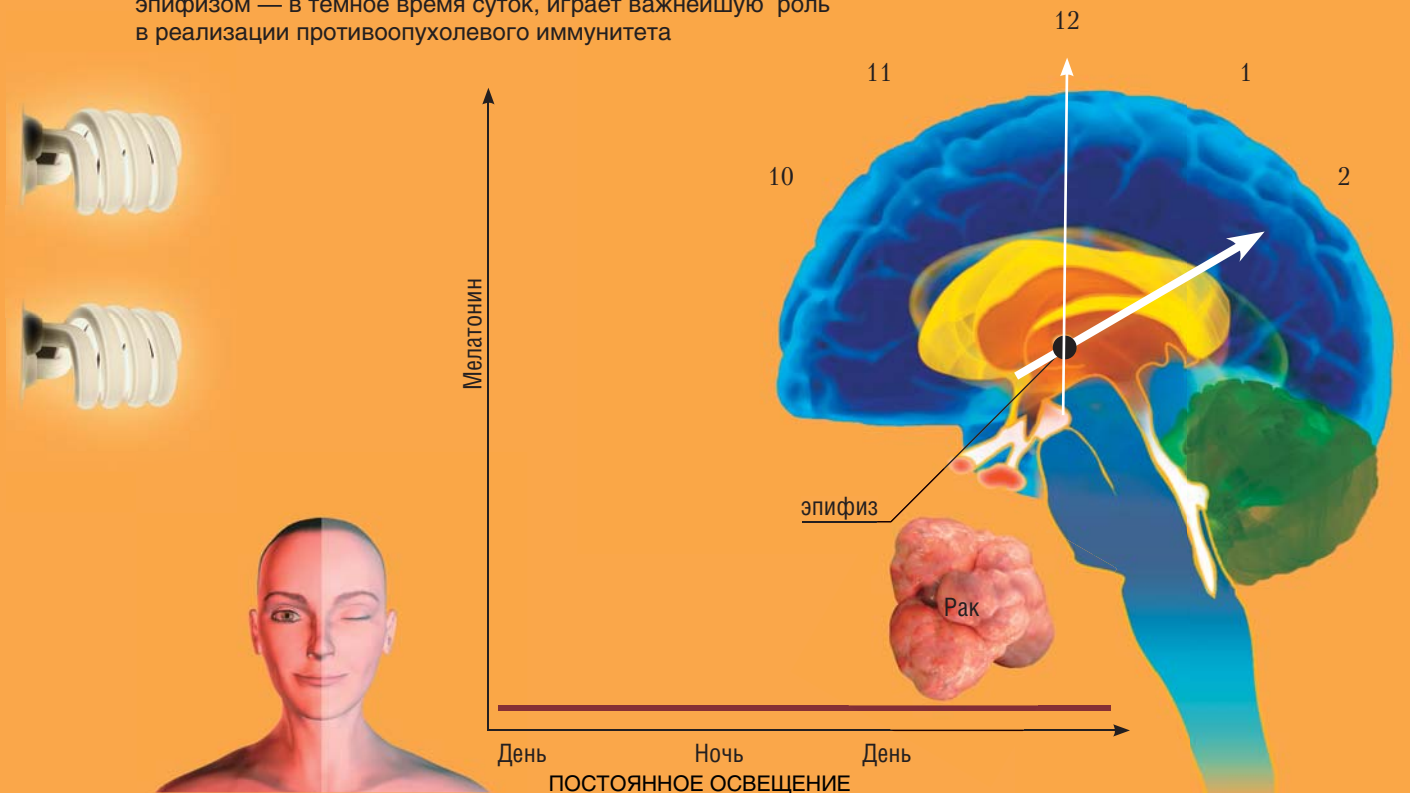 эпифизом — в темное время суток, играет важнейшую роль
в реализации противоопухолевого иммунитета
12
11
1
10
2
Мелатонин
эпифиз
Рак
День Ночь День
ПОСТОЯННОЕ ОСВЕЩЕНИЕ